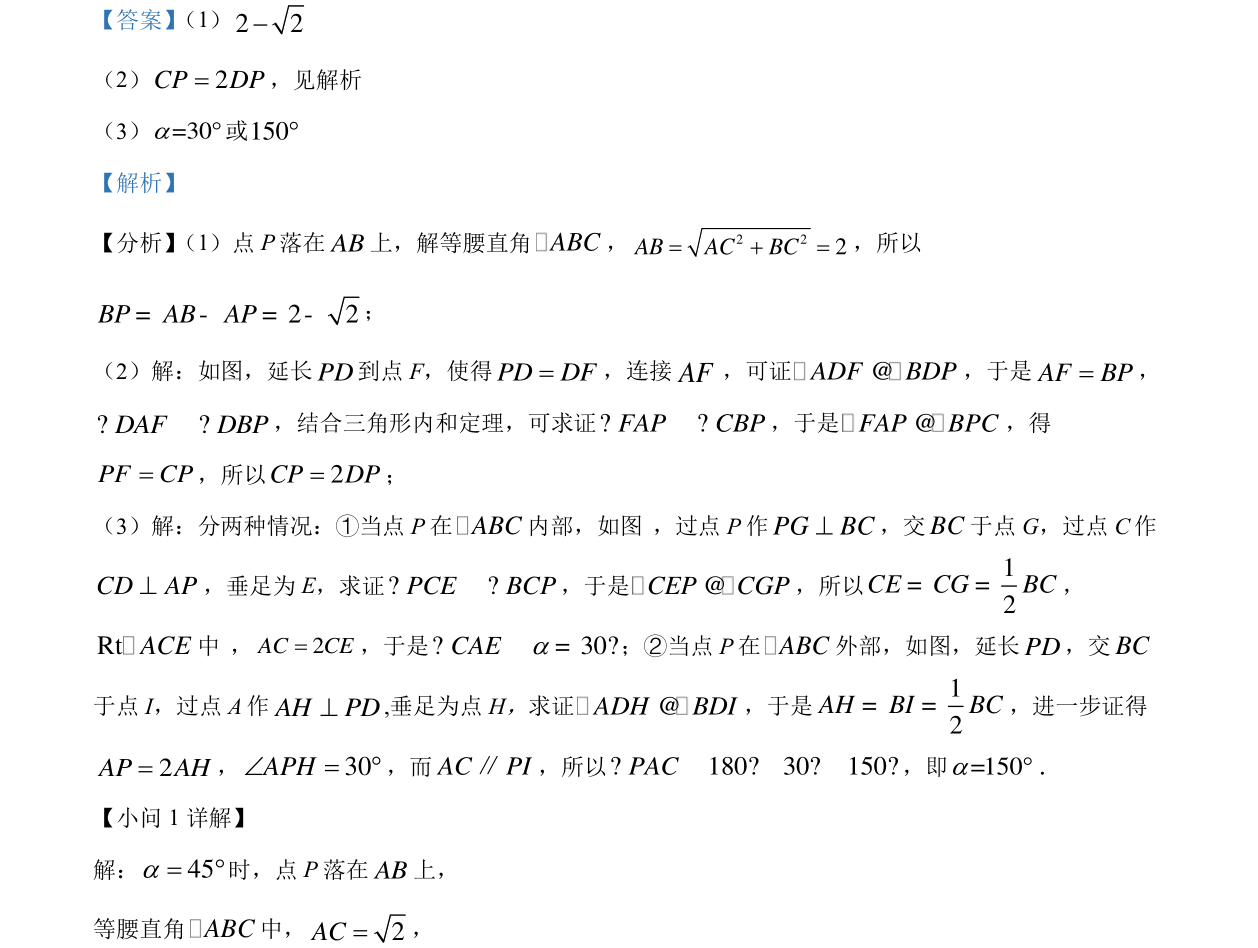 【答案】（1）2−√2
（2）CP = 2DP，见解析
（3）α=30°或150°
【解析】
【分析】（1）点 P 落在 AB 上，解等腰直角□ABC，AB = √(AC² + BC²) = 2，所以
BP = AB - AP = 2 - √2；
（2）解：如图，延长 PD 到点 F，使得 PD = DF，连接 AF，可证□ADF @□BDP，于是 AF = BP，
? DAF ? DBP，结合三角形内和定理，可求证? FAP ? CBP，于是□FAP @□BPC，得
PF = CP，所以 CP = 2DP；
（3）解：分两种情况：①当点 P 在□ABC 内部，如图 ，过点 P 作 PG ⊥ BC，交 BC 于点 G，过点 C 作
CD ⊥ AP，垂足为 E，求证? PCE ? BCP，于是□CEP @□CGP，所以 CE = CG = 1/2 BC，
Rt□ACE 中 ，AC = 2CE，于是? CAE α = 30?；②当点 P 在□ABC 外部，如图，延长 PD，交 BC
于点 I，过点 A 作 AH ⊥ PD,垂足为点 H，求证□ADH @□BDI，于是 AH = BI = 1/2 BC，进一步证得
AP = 2AH，∠APH = 30°，而 AC // PI，所以? PAC 180? 30? 150?，即 α=150°．
【小问 1 详解】
解：α = 45°时，点 P 落在 AB 上，
等腰直角□ABC 中，AC = √2，